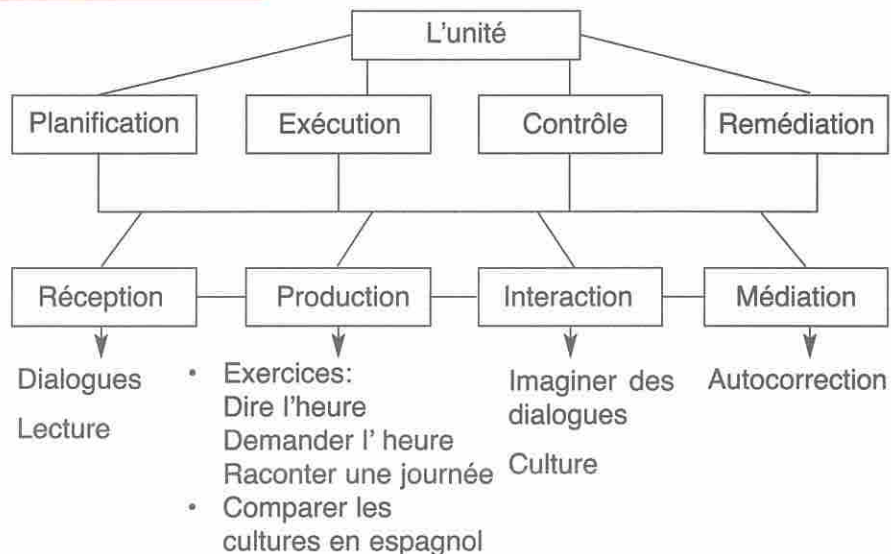 L'unité
Planification
Exécution
Contrôle
Remédiation
Réception
Production
Interaction
Médiation
Dialogues
Lecture
• Exercices:
Dire l'heure
Demander l' heure
Raconter une journée
• Comparer les
cultures en espagnol
Imaginer des
dialogues
Culture
Autocorrection